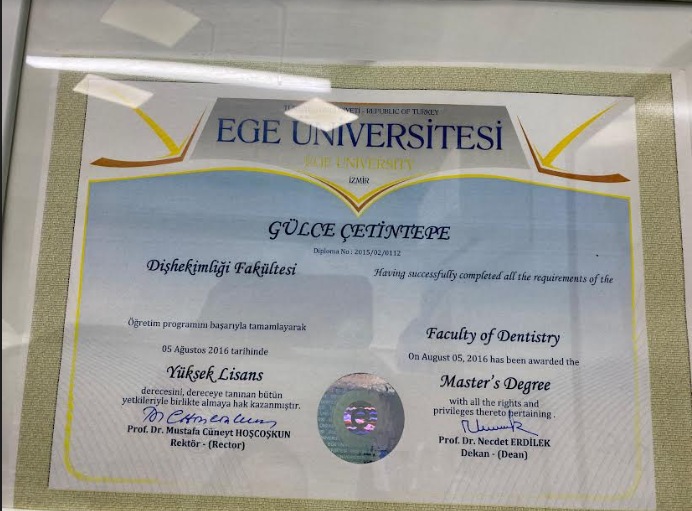 REPUBLIC OF TURKEY
EGE ÜNİVERSİTESİ
EGE UNIVERSITY
İZMİR
GÜLCE ÇETİNTEPE
Diploma No : 2015/02/0112
Dişhekimliği Fakültesi
Öğretim programını başarıyla tamamlayarak
05 Ağustos 2016 tarihinde
Yüksek Lisans
derecesini, dereceye tanınan bütün
yetkileriyle birlikte almaya hak kazanmıştır.
Prof. Dr. Mustafa Cüneyt HOŞCOŞKUN
Rektör - (Rector)
Having successfully completed all the requirements of the
Faculty of Dentistry
On August 05, 2016 has been awarded the
Master's Degree
with all the rights and
privileges thereto pertaining .
Prof. Dr. Necdet ERDİLEK
Dekan - (Dean)